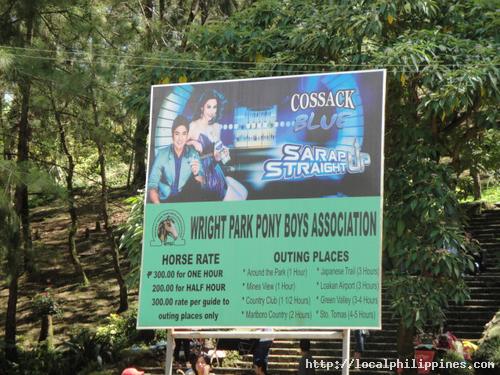 COSSACK
BLUE
SARAP
STRAIGHT UP
WRIGHT PARK PONY BOYS ASSOCIATION
HORSE RATE
₱ 300.00 for ONE HOUR
200.00 for HALF HOUR
300.00 rate per guide to
outing places only
OUTING PLACES
* Around the Park (1 Hour)
* Mines View (1 Hour)
* Country Club (1 1/2 Hours)
* Marlboro Country (2 Hours)
* Japanese Trail (3 Hours)
* Loakan Airport (3 Hours)
* Green Valley (3-4 Hours
* Sto. Tomas (4-5 Hours)
http://www.localphilippines.com